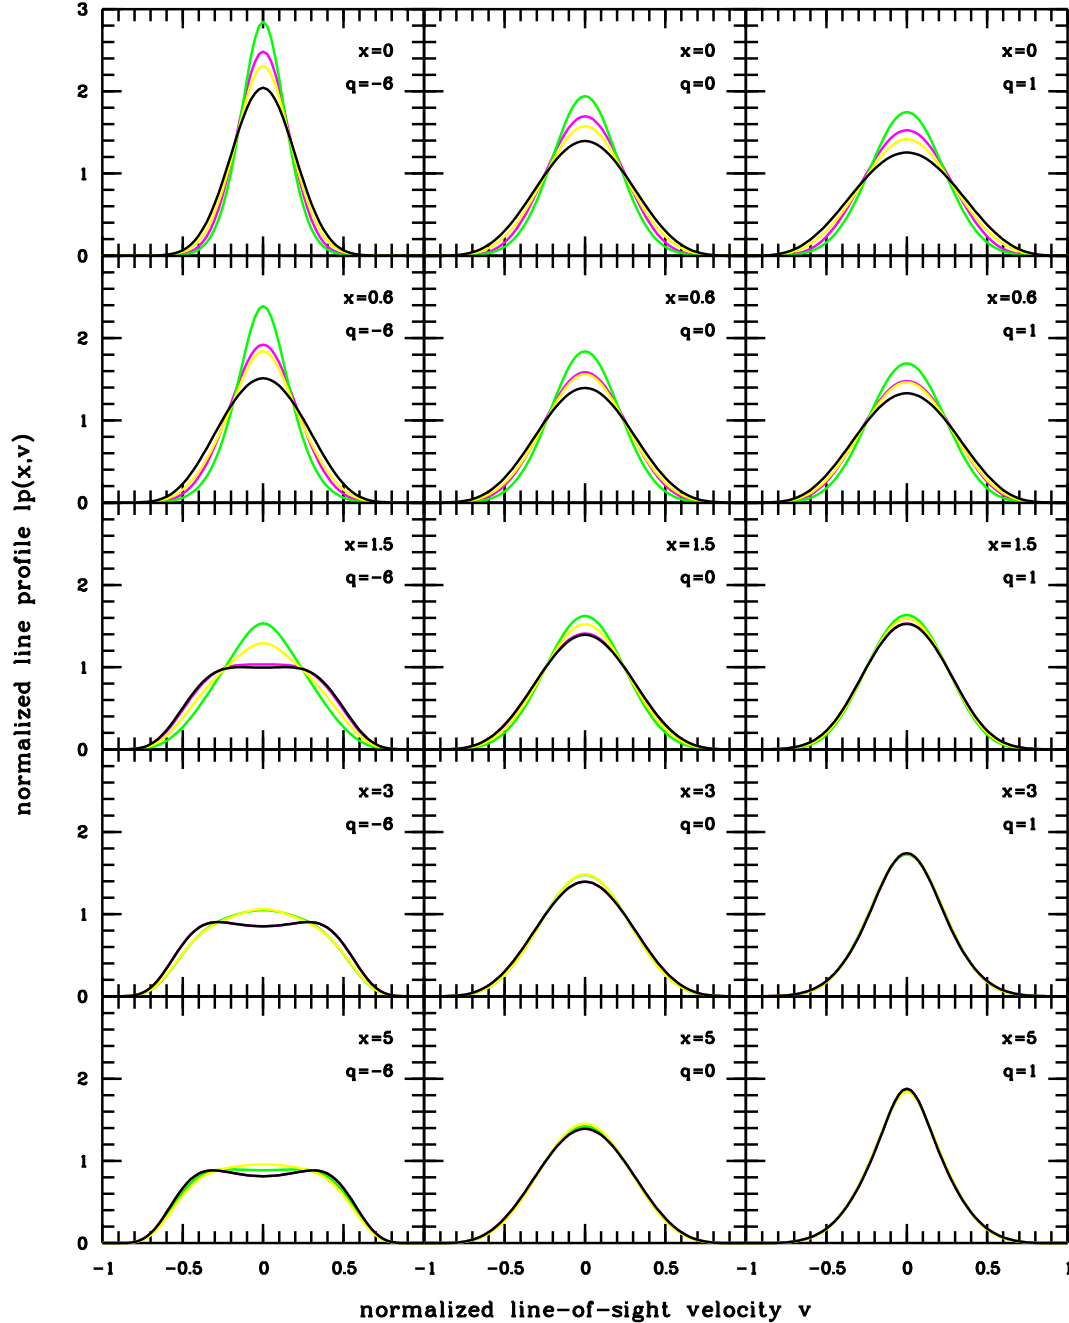 3
x=0
x=0
x=0
q=-6
q=0
q=1
2
1
0
x=0.6
x=0.6
x=0.6
q=-6
q=0
q=1
2
1
0
x=1.5
x=1.5
x=1.5
q=-6
q=0
q=1
2
1
0
x=3
x=3
x=3
q=-6
q=0
q=1
2
1
0
x=5
x=5
x=5
q=-6
q=0
q=1
2
1
0
-1 -0.5 0 0.5 -1 -0.5 0 0.5 -1 -0.5 0 0.5 1
normalized line-of-sight velocity v
normalized line profile lp(x,v)